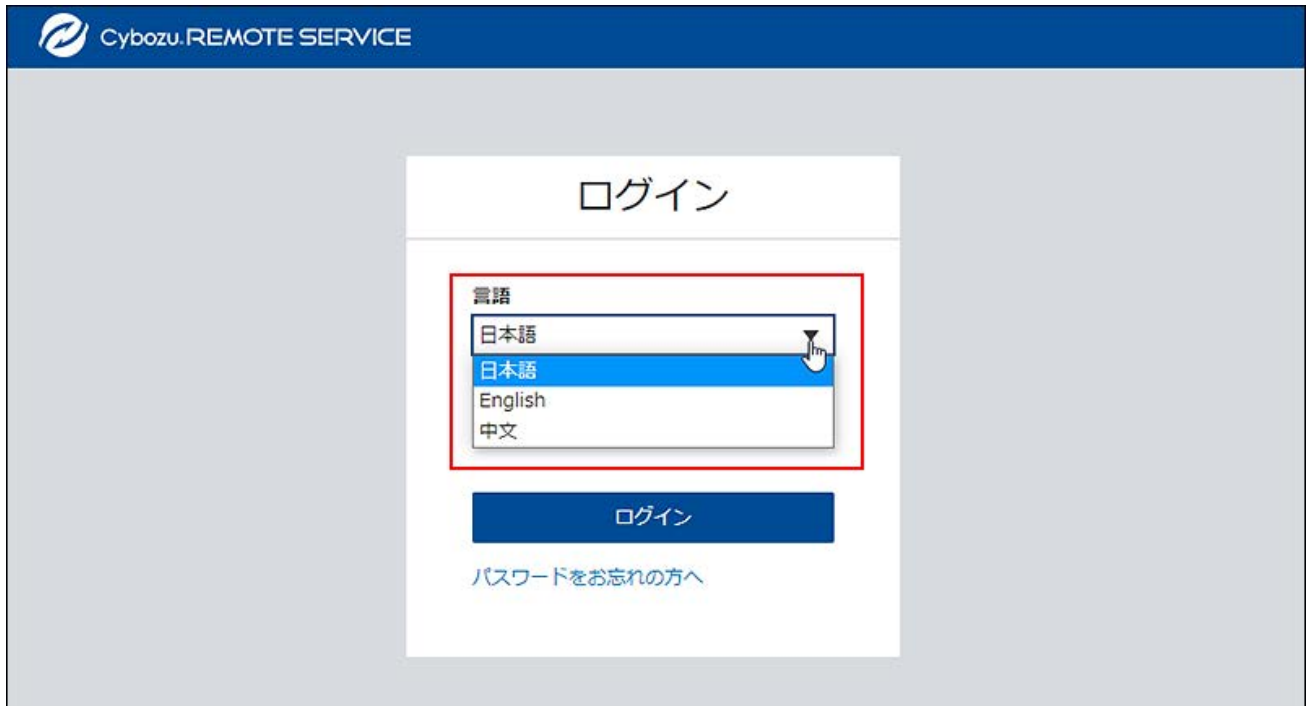 Cybozu.REMOTE SERVICE
ログイン
言語
日本語
日本語
English
中文
ログイン
パスワードをお忘れの方へ